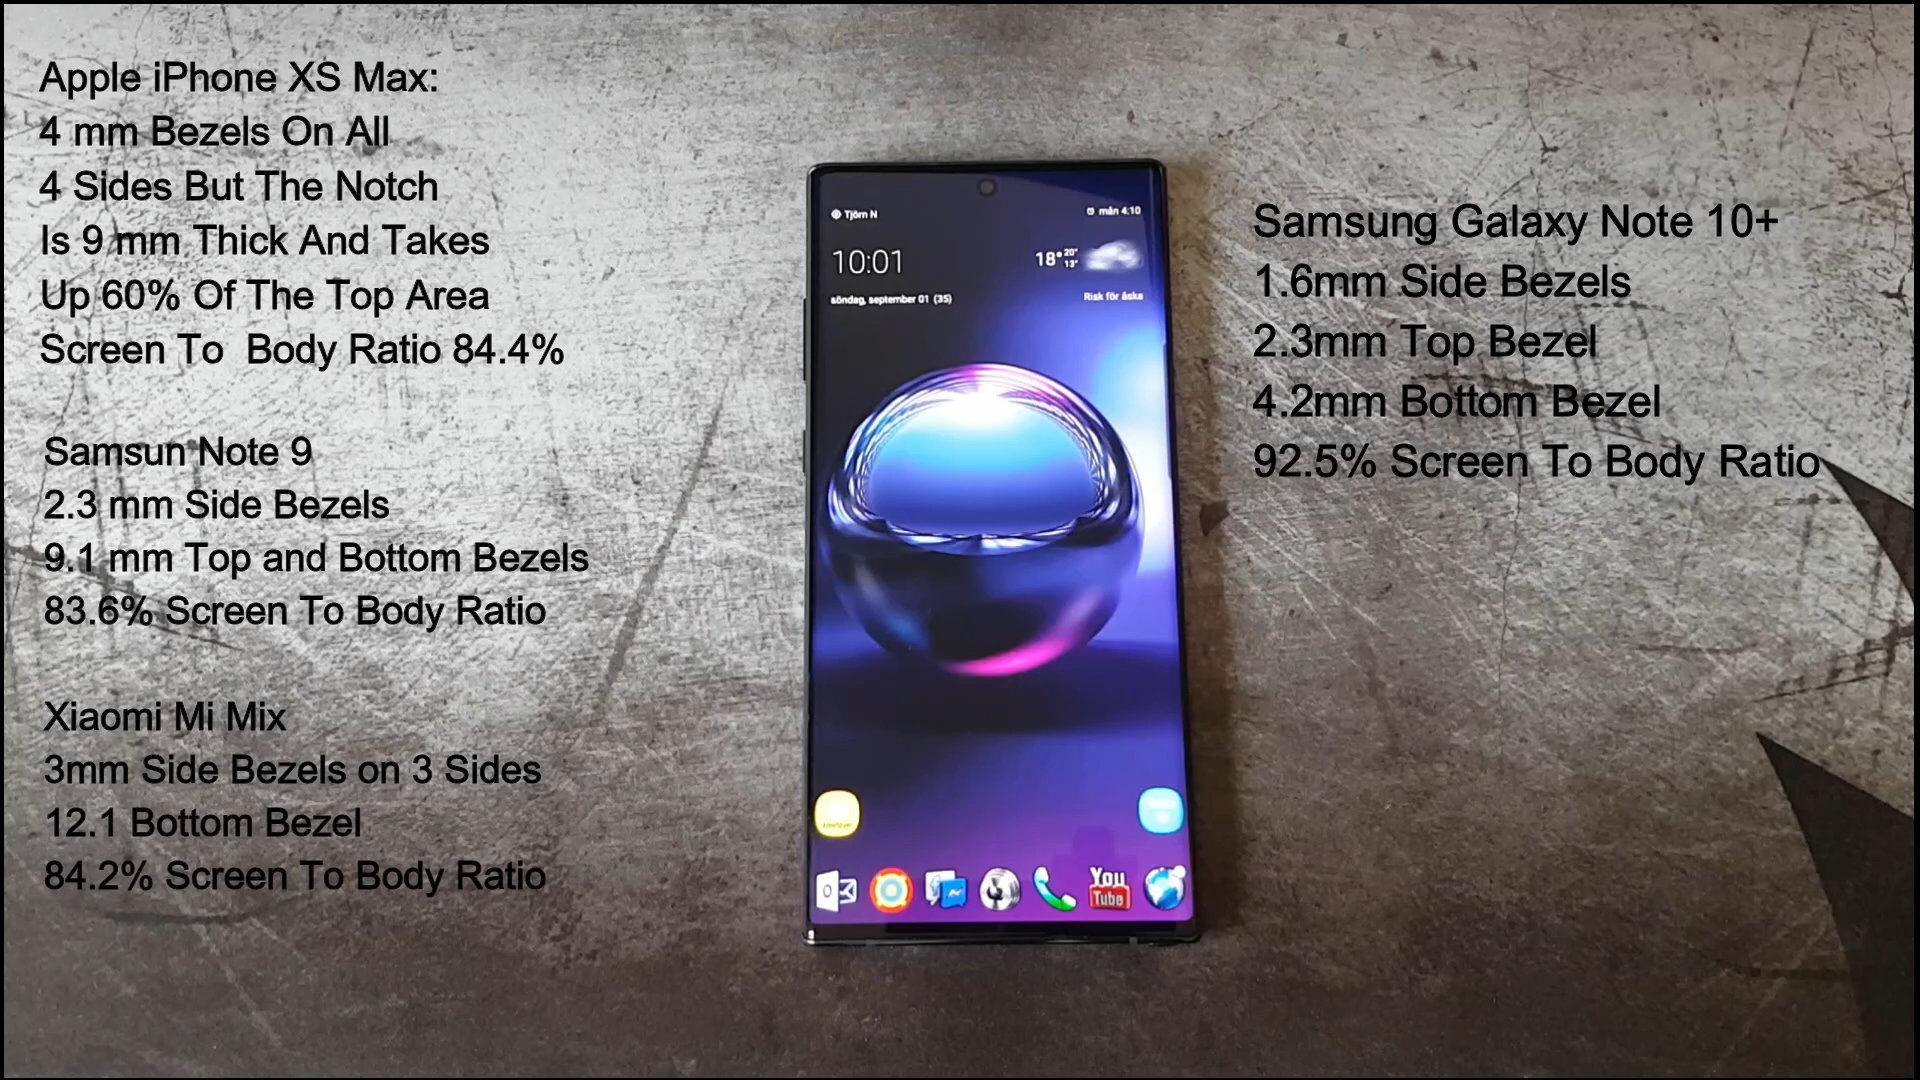 Apple iPhone XS Max:
4 mm Bezels On All
4 Sides But The Notch
Is 9 mm Thick And Takes
Up 60% Of The Top Area
Screen To  Body Ratio 84.4%
Samsun Note 9
2.3 mm Side Bezels
9.1 mm Top and Bottom Bezels
83.6% Screen To Body Ratio
Xiaomi Mi Mix
3mm Side Bezels on 3 Sides
12.1 Bottom Bezel
84.2% Screen To Body Ratio
Tjörn N
mån 4:10
10:01
18° 20°
13°
söndag, september 01 (35)
Risk för åska
You
Tube
Samsung Galaxy Note 10+
1.6mm Side Bezels
2.3mm Top Bezel
4.2mm Bottom Bezel
92.5% Screen To Body Ratio